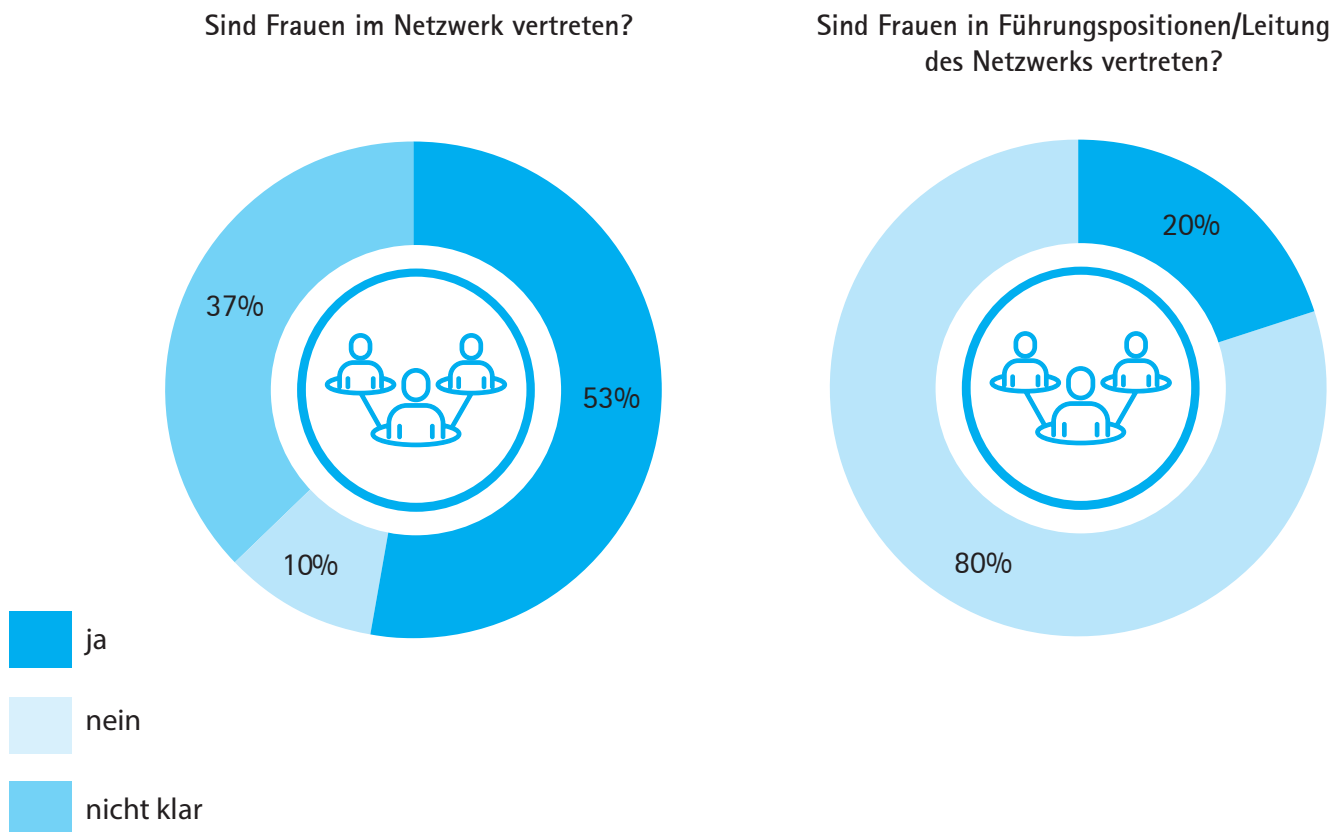 Sind Frauen im Netzwerk vertreten?
37%
53%
10%
Sind Frauen in Führungspositionen/Leitung
des Netzwerks vertreten?
20%
80%
ja
nein
nicht klar